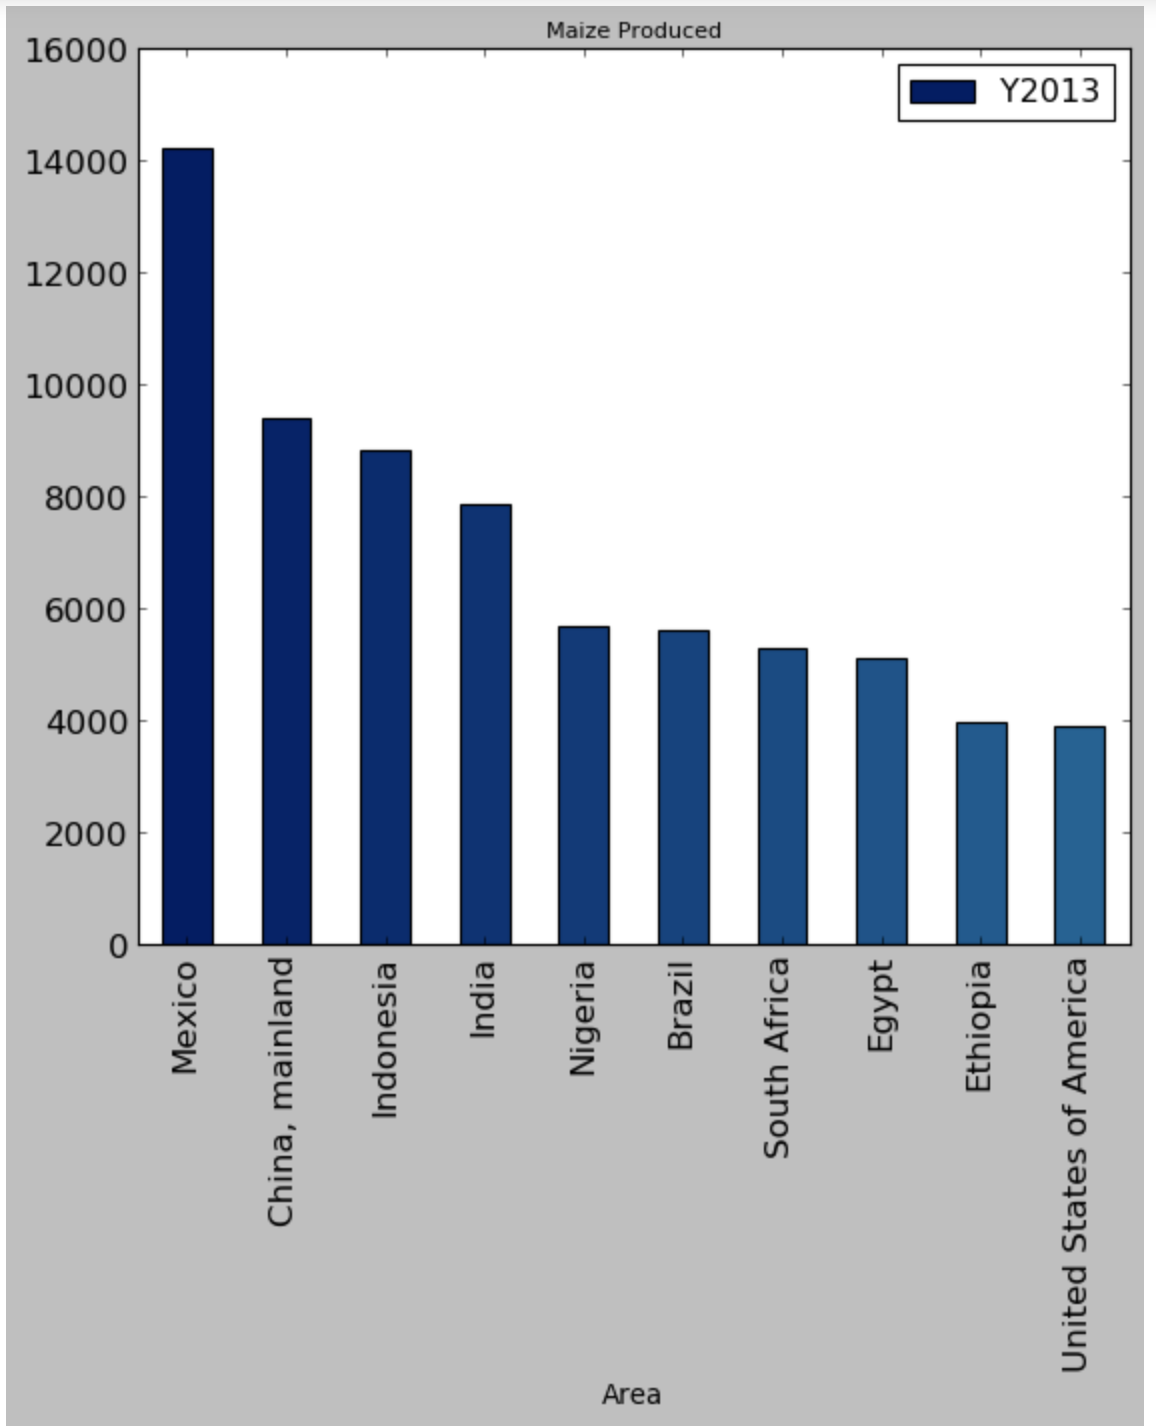 Maize Produced
Y2013
16000
14000
12000
10000
8000
6000
4000
2000
0
Mexico
China, mainland
Indonesia
India
Nigeria
Brazil
South Africa
Egypt
Ethiopia
United States of America
Area